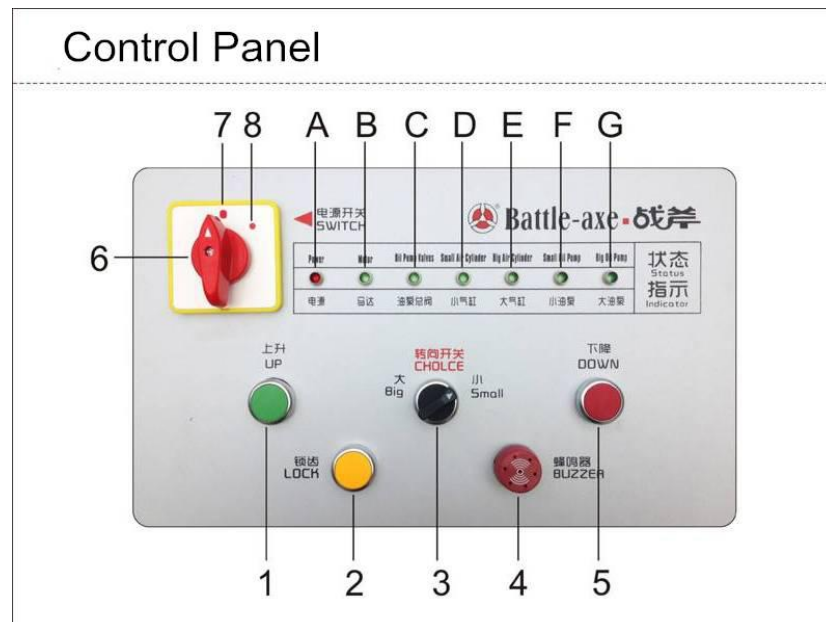 Control Panel
7 8 A B C D E F G
电源开关
SWITCH
Battle-axe·战斧
Power Motor Oil Pump Valves Small Air Cylinder Big Air Cylinder Small Oil Pump Big Oil Pump
状态
Status
指示
Indicator
电源 马达 油泵总阀 小气缸 大气缸 小油泵 大油泵
6
上升
UP
转向开关
CHOLCE
大
Big
小
Small
下降
DOWN
锁齿
LOCK
蜂鸣器
BUZZER
1 2 3 4 5